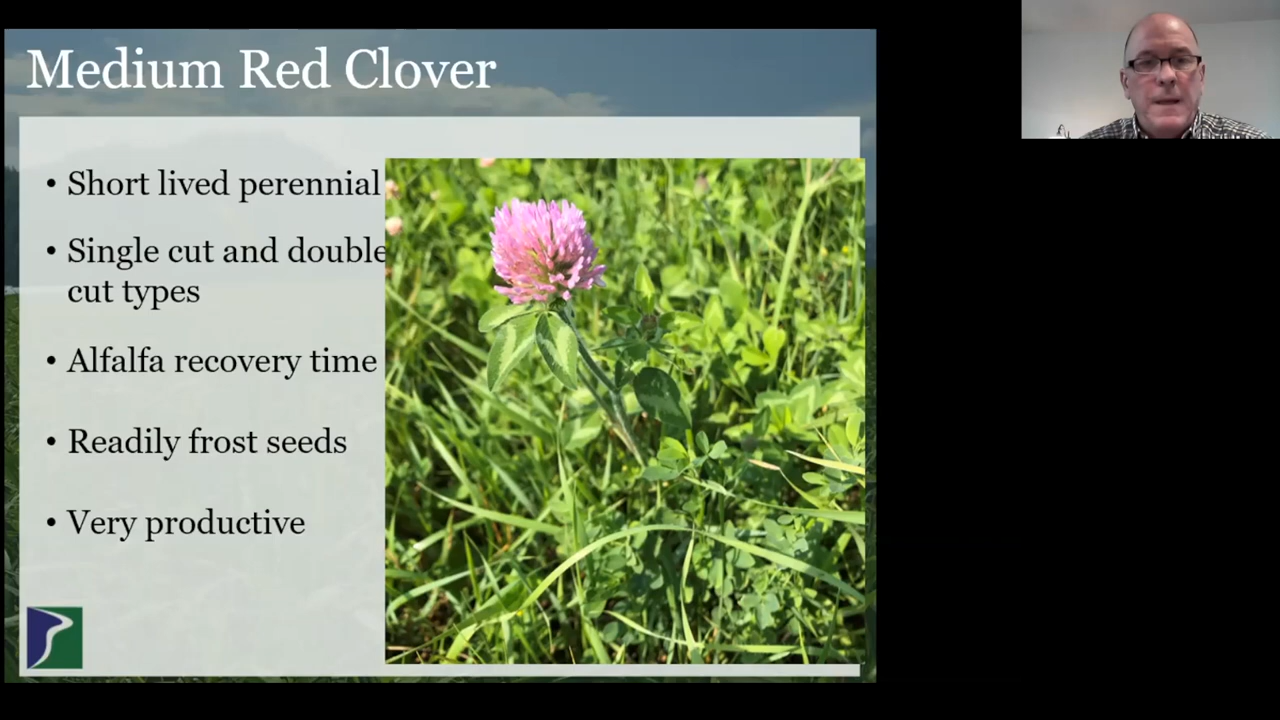 Medium Red Clover
• Short lived perennial
• Single cut and double
cut types
• Alfalfa recovery time
• Readily frost seeds
• Very productive